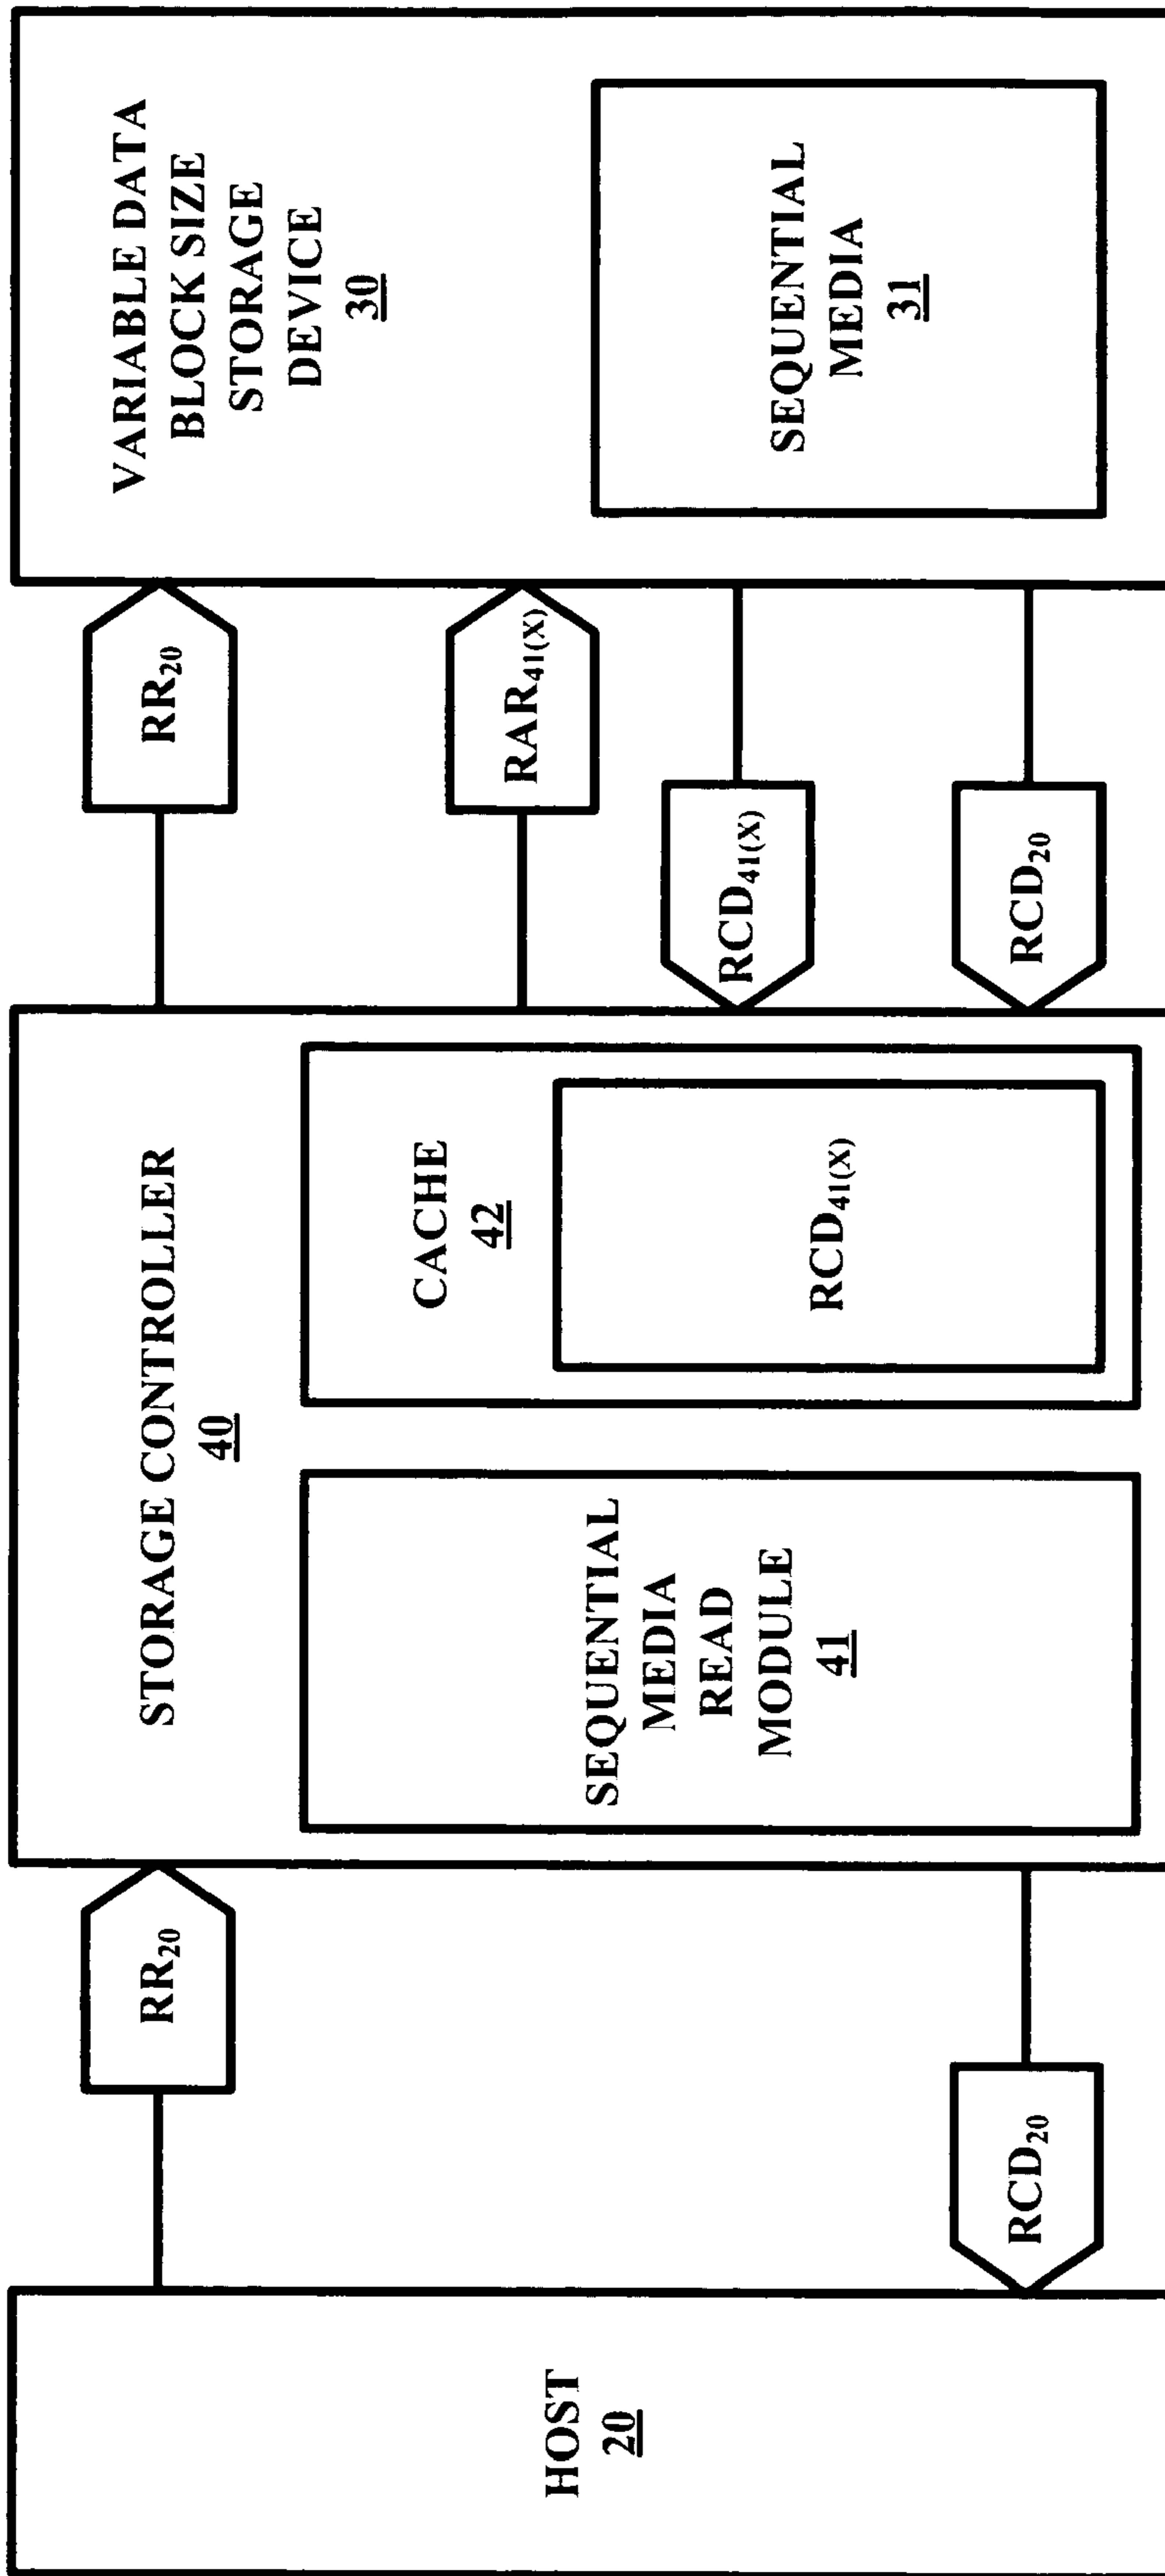 HOST
20
RR20
RCD20
STORAGE CONTROLLER
40
SEQUENTIAL
MEDIA
READ
MODULE
41
CACHE
42
RCD41(X)
RR20
RAR41(X)
RCD41(X)
RCD20
VARIABLE DATA
BLOCK SIZE
STORAGE
DEVICE
30
SEQUENTIAL
MEDIA
31